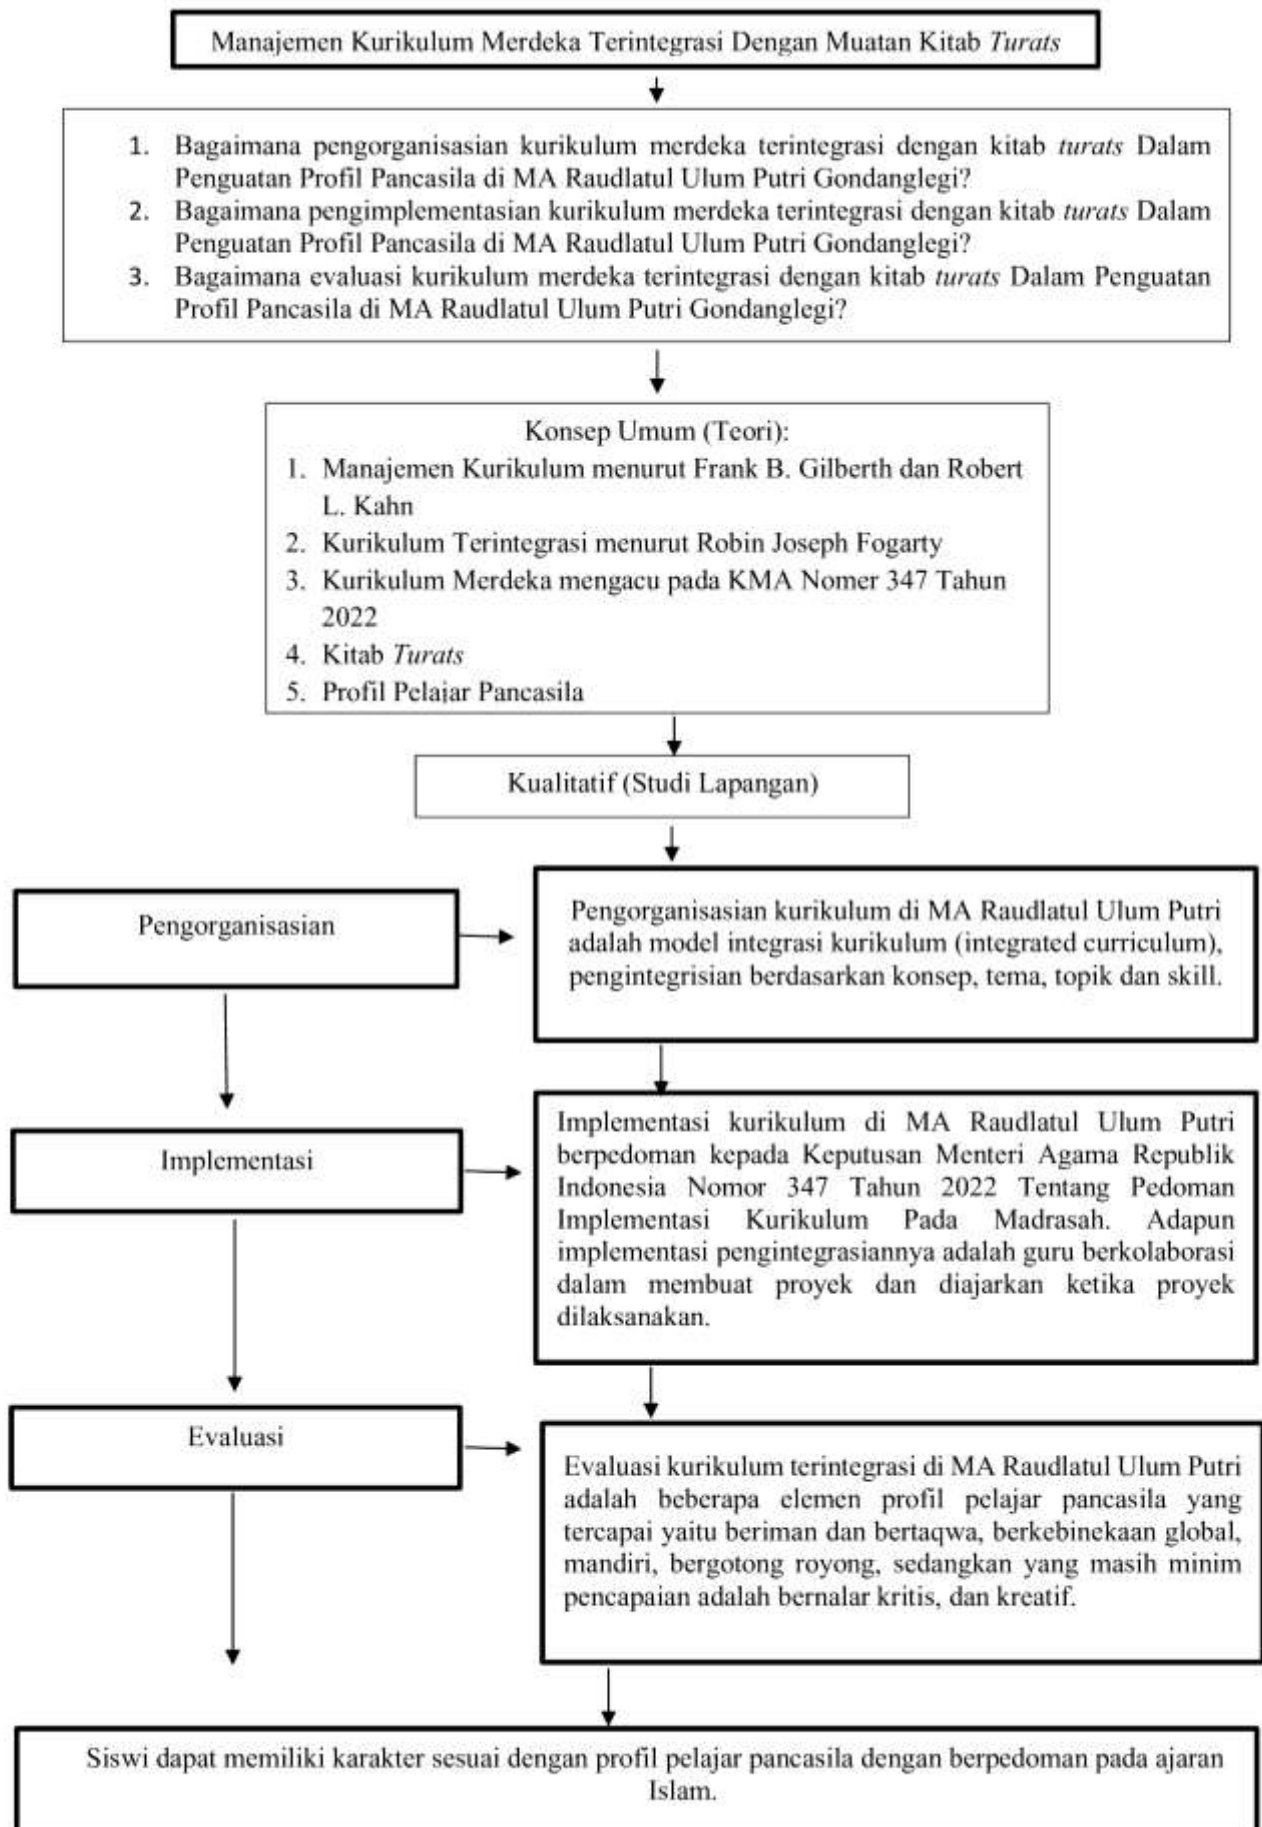 Manajemen Kurikulum Merdeka Terintegrasi Dengan Muatan Kitab Turats
1. Bagaimana pengorganisasian kurikulum merdeka terintegrasi dengan kitab turats Dalam
Penguatan Profil Pancasila di MA Raudlatul Ulum Putri Gondanglegi?
2. Bagaimana pengimplementasian kurikulum merdeka terintegrasi dengan kitab turats Dalam
Penguatan Profil Pancasila di MA Raudlatul Ulum Putri Gondanglegi?
3. Bagaimana evaluasi kurikulum merdeka terintegrasi dengan kitab turats Dalam Penguatan
Profil Pancasila di MA Raudlatul Ulum Putri Gondanglegi?
Konsep Umum (Teori):
1. Manajemen Kurikulum menurut Frank B. Gilberth dan Robert
L. Kahn
2. Kurikulum Terintegrasi menurut Robin Joseph Fogarty
3. Kurikulum Merdeka mengacu pada KMA Nomer 347 Tahun
2022
4. Kitab Turats
5. Profil Pelajar Pancasila
Kualitatif (Studi Lapangan)
Pengorganisasian
Pengorganisasian kurikulum di MA Raudlatul Ulum Putri
adalah model integrasi kurikulum (integrated curriculum),
pengintegrisian berdasarkan konsep, tema, topik dan skill.
Implementasi
Implementasi kurikulum di MA Raudlatul Ulum Putri
berpedoman kepada Keputusan Menteri Agama Republik
Indonesia Nomor 347 Tahun 2022 Tentang Pedoman
Implementasi Kurikulum Pada Madrasah. Adapun
implementasi pengintegrasiannya adalah guru berkolaborasi
dalam membuat proyek dan diajarkan ketika proyek
dilaksanakan.
Evaluasi
Evaluasi kurikulum terintegrasi di MA Raudlatul Ulum Putri
adalah beberapa elemen profil pelajar pancasila yang
tercapai yaitu beriman dan bertaqwa, berkebinekaan global,
mandiri, bergotong royong, sedangkan yang masih minim
pencapaian adalah bernalar kritis, dan kreatif.
Siswi dapat memiliki karakter sesuai dengan profil pelajar pancasila dengan berpedoman pada ajaran
Islam.